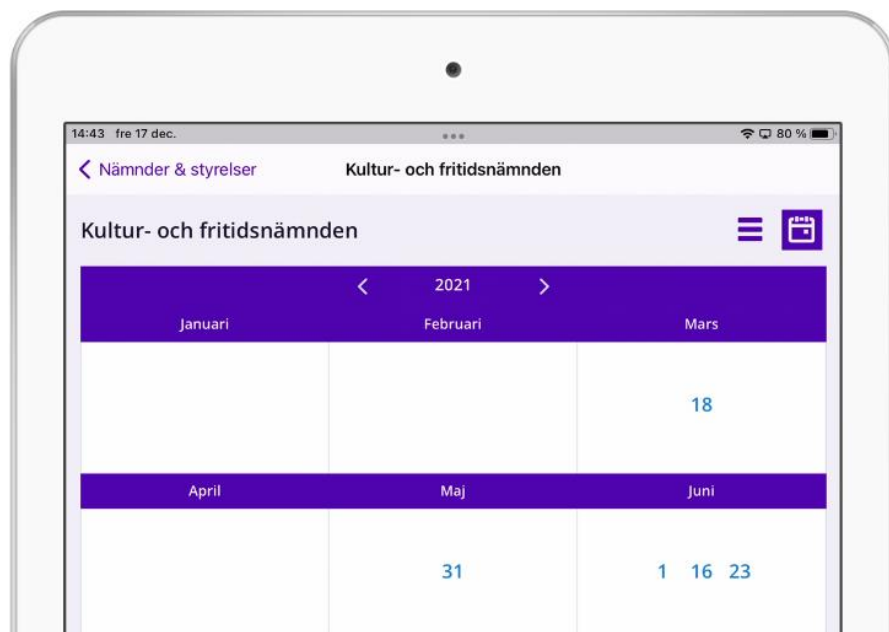 14:43 fre 17 dec. 80 %
Nämnder & styrelser Kultur- och fritidsnämnden
Kultur- och fritidsnämnden
2021
Januari Februari Mars
18
April Maj Juni
31 1 16 23